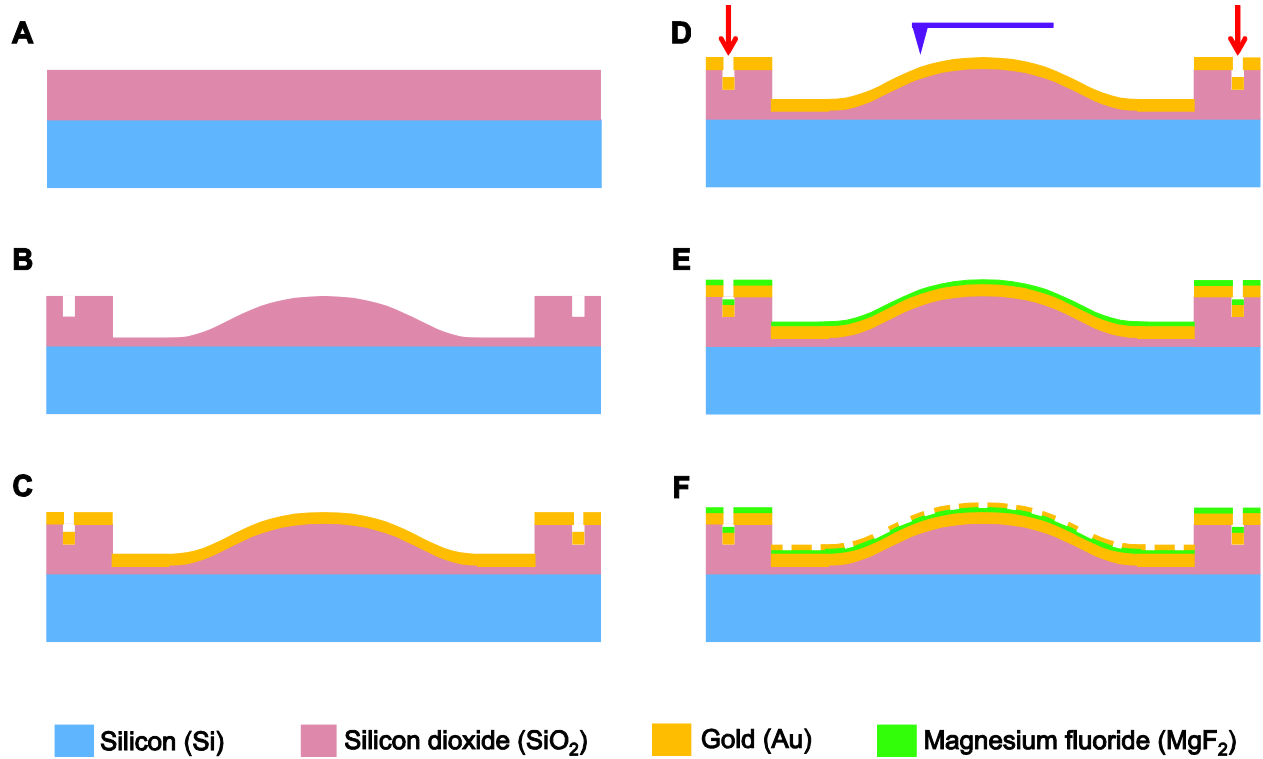 A
B
C
D
E
F
Silicon (Si)
Silicon dioxide (SiO₂)
Gold (Au)
Magnesium fluoride (MgF₂)